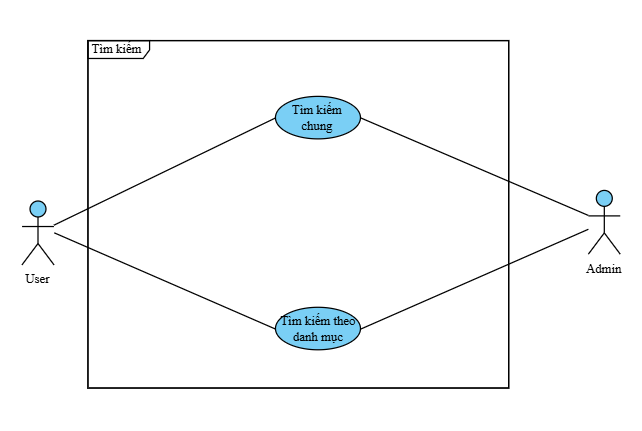 Tìm kiếm
Tìm kiếm
chung
User
Admin
Tìm kiếm theo
danh mục